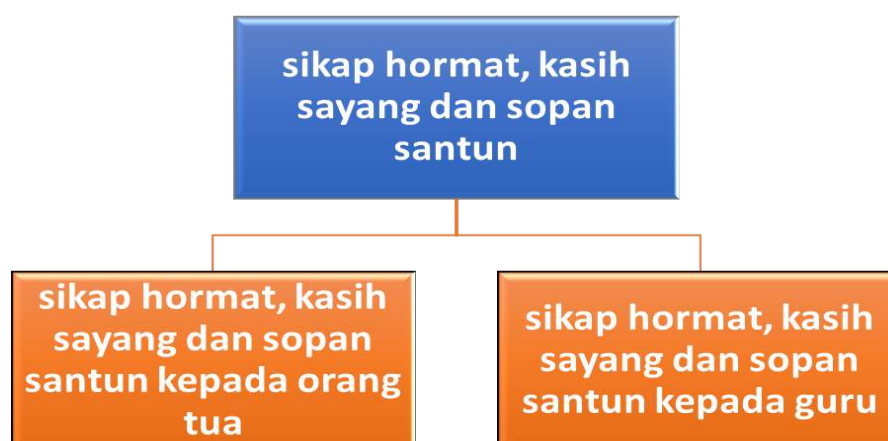 sikap hormat, kasih
sayang dan sopan
santun
sikap hormat, kasih
sayang dan sopan
santun kepada orang
tua
sikap hormat, kasih
sayang dan sopan
santun kepada guru